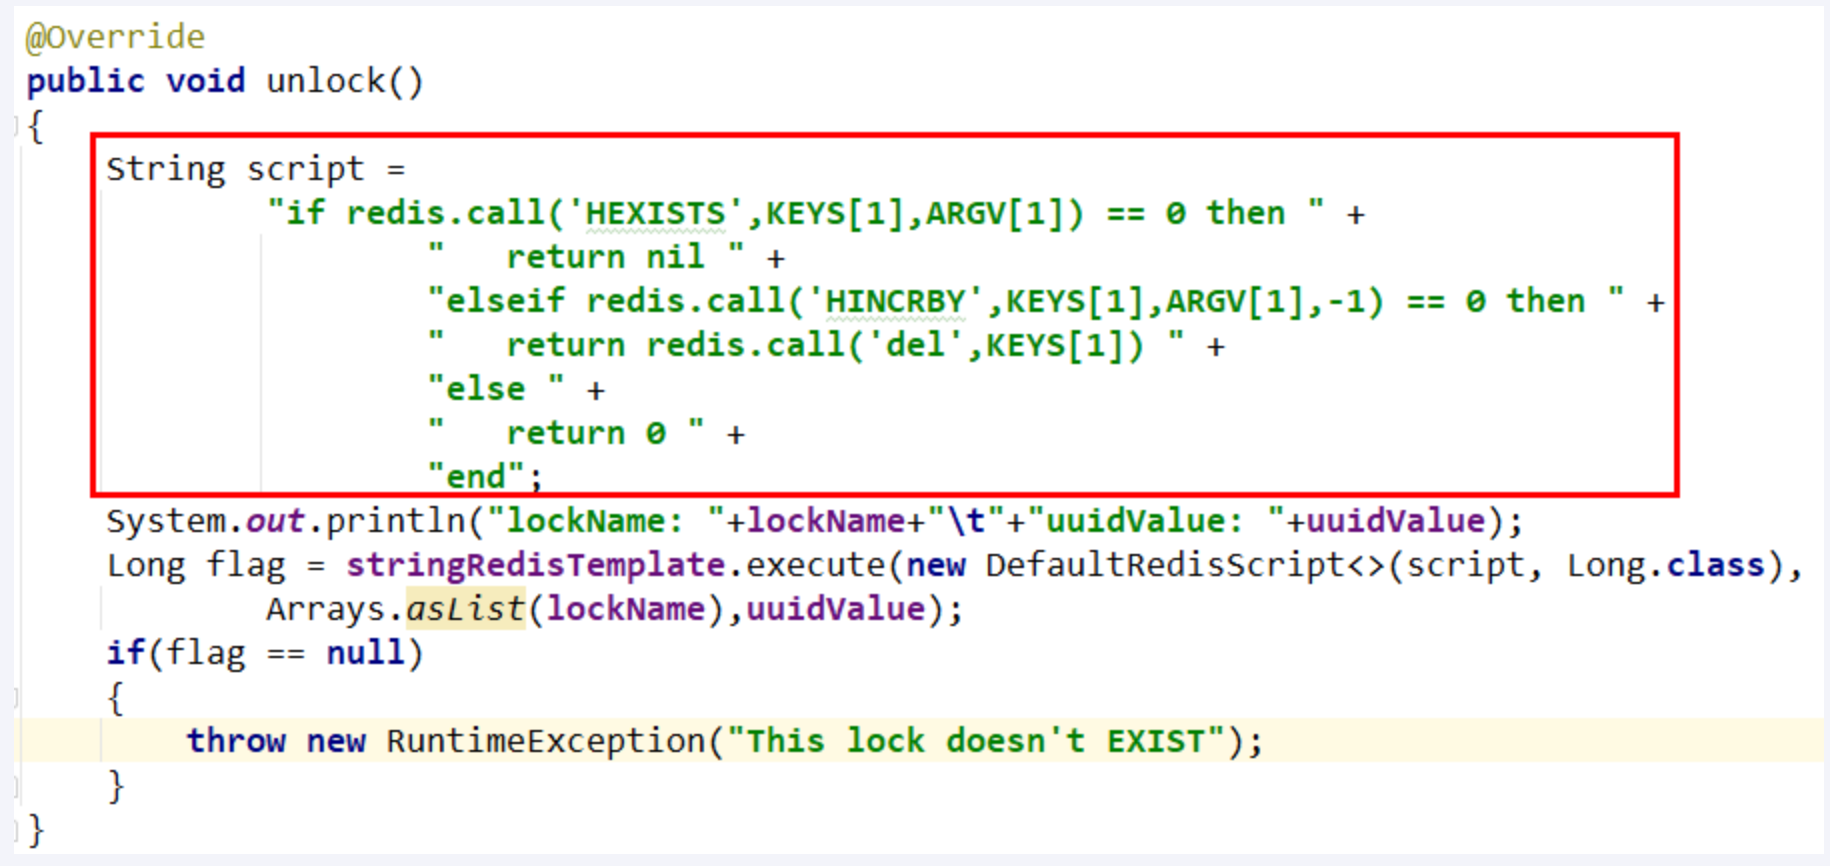 @Override
public void unlock()
{
String script =
"if redis.call('HEXISTS',KEYS[1],ARGV[1]) == 0 then " +
"   return nil " +
"elseif redis.call('HINCRBY',KEYS[1],ARGV[1],-1) == 0 then " +
"   return redis.call('del',KEYS[1]) " +
"else " +
"   return 0 " +
"end";
System.out.println("lockName: "+lockName+"\t"+"uuidValue: "+uuidValue);
Long flag = stringRedisTemplate.execute(new DefaultRedisScript<>(script, Long.class),
Arrays.asList(lockName),uuidValue);
if(flag == null)
{
throw new RuntimeException("This lock doesn't EXIST");
}
}